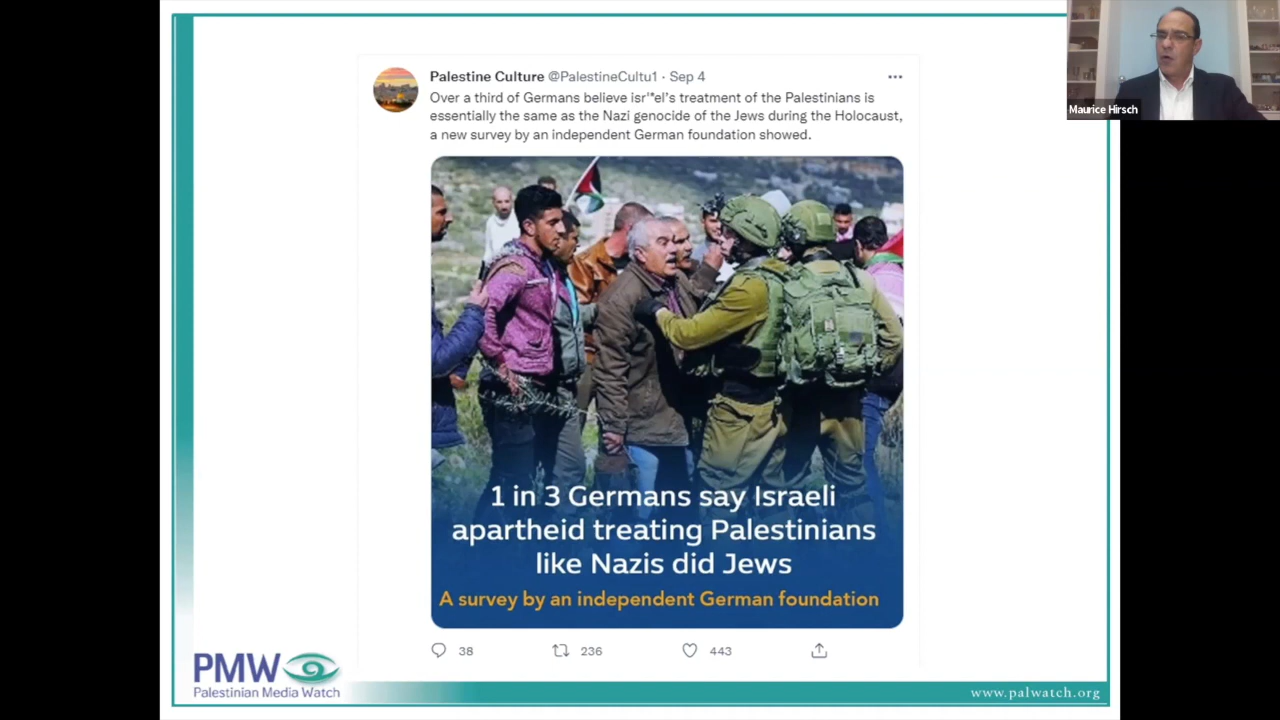 Maurice Hirsch
Palestine Culture @PalestineCultu1 · Sep 4
Over a third of Germans believe isr'*el's treatment of the Palestinians is
essentially the same as the Nazi genocide of the Jews during the Holocaust,
a new survey by an independent German foundation showed.
1 in 3 Germans say Israeli
apartheid treating Palestinians
like Nazis did Jews
A survey by an independent German foundation
38 236 443
PMW
Palestinian Media Watch
www.palwatch.org